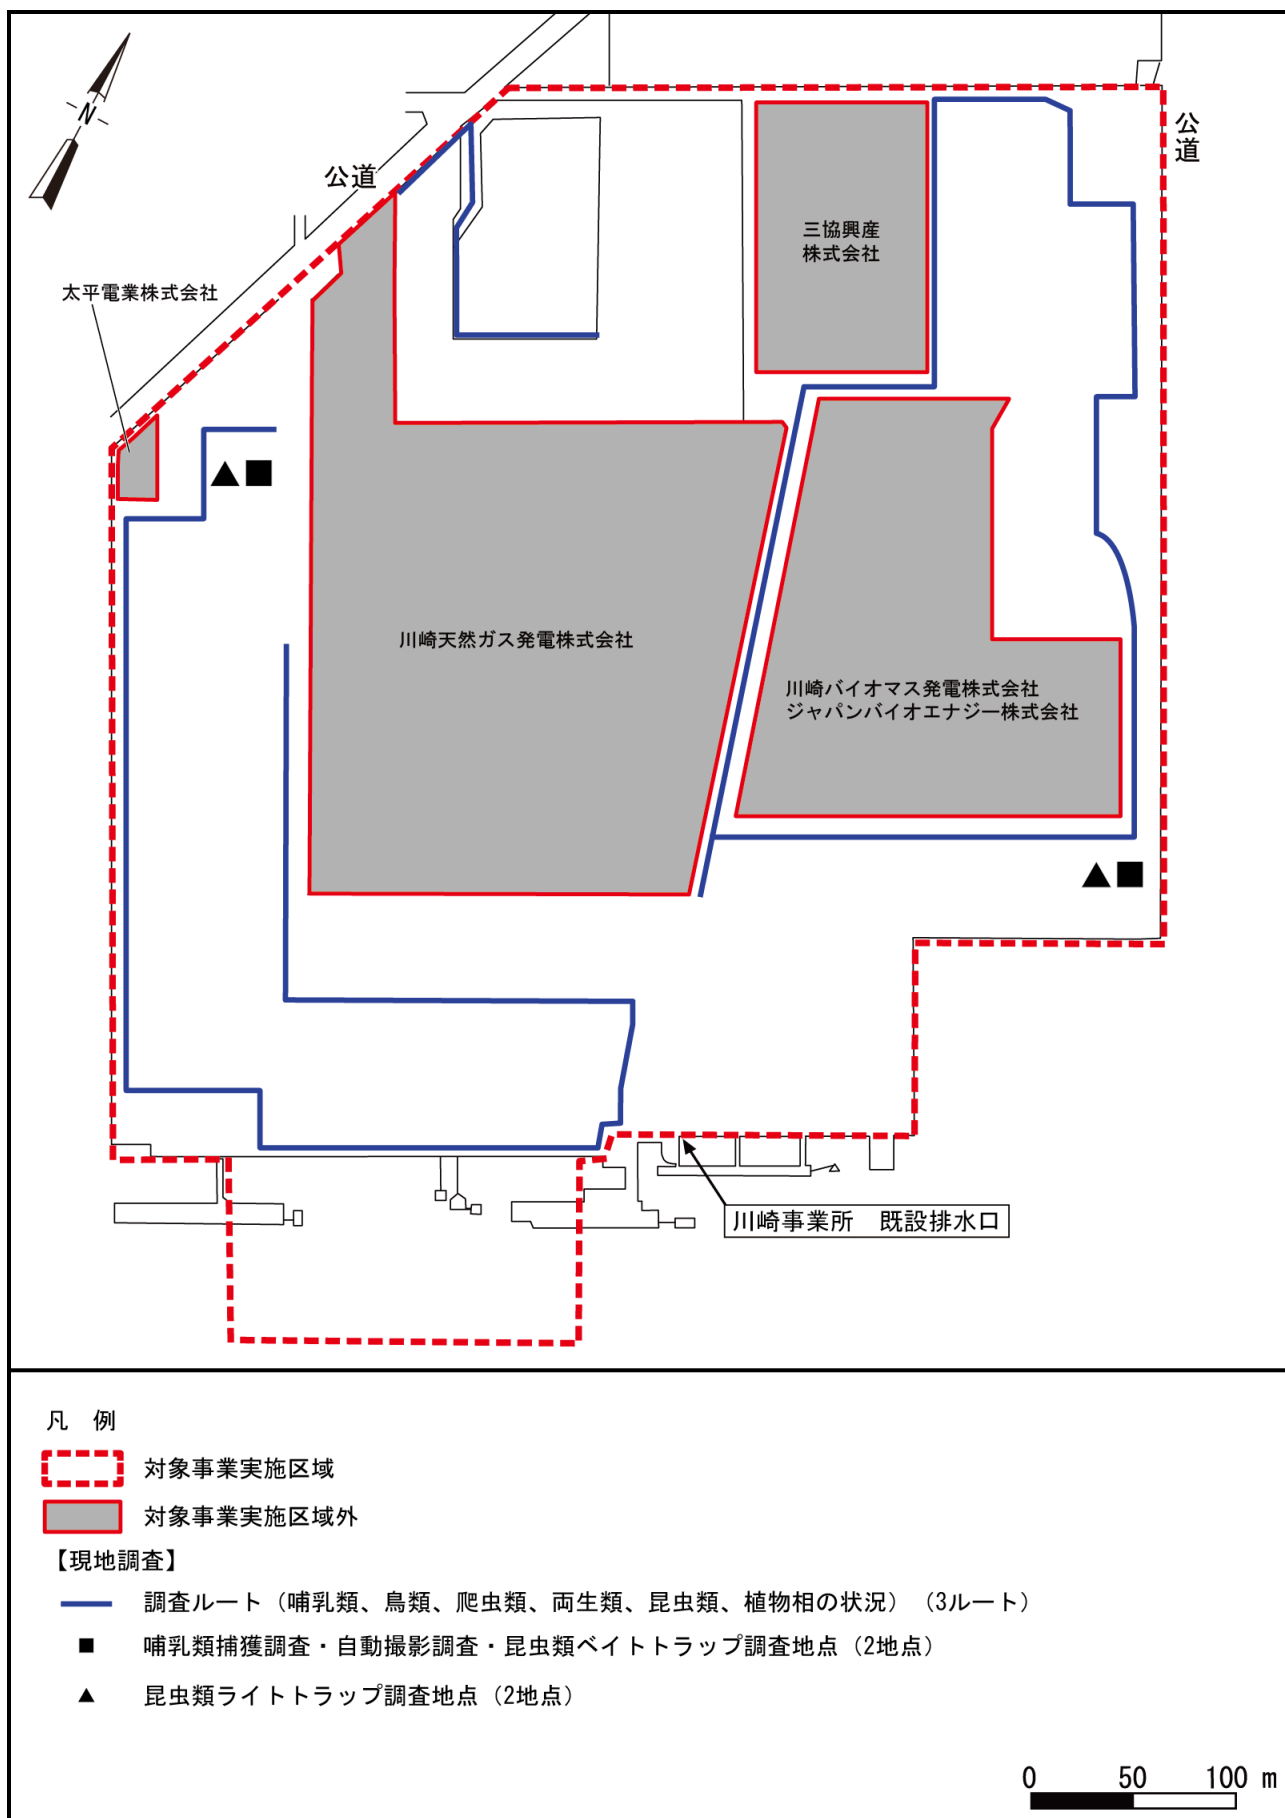 N
公道
公道
三協興産
株式会社
太平電業株式会社
川崎天然ガス発電株式会社
川崎バイオマス発電株式会社
ジャパンバイオエナジー株式会社
川崎事業所　既設排水口
凡　例
対象事業実施区域
対象事業実施区域外
【現地調査】
調査ルート（哺乳類、鳥類、爬虫類、両生類、昆虫類、植物相の状況）（3ルート）
哺乳類捕獲調査・自動撮影調査・昆虫類ベイトトラップ調査地点（2地点）
昆虫類ライトトラップ調査地点（2地点）
0 50 100 m